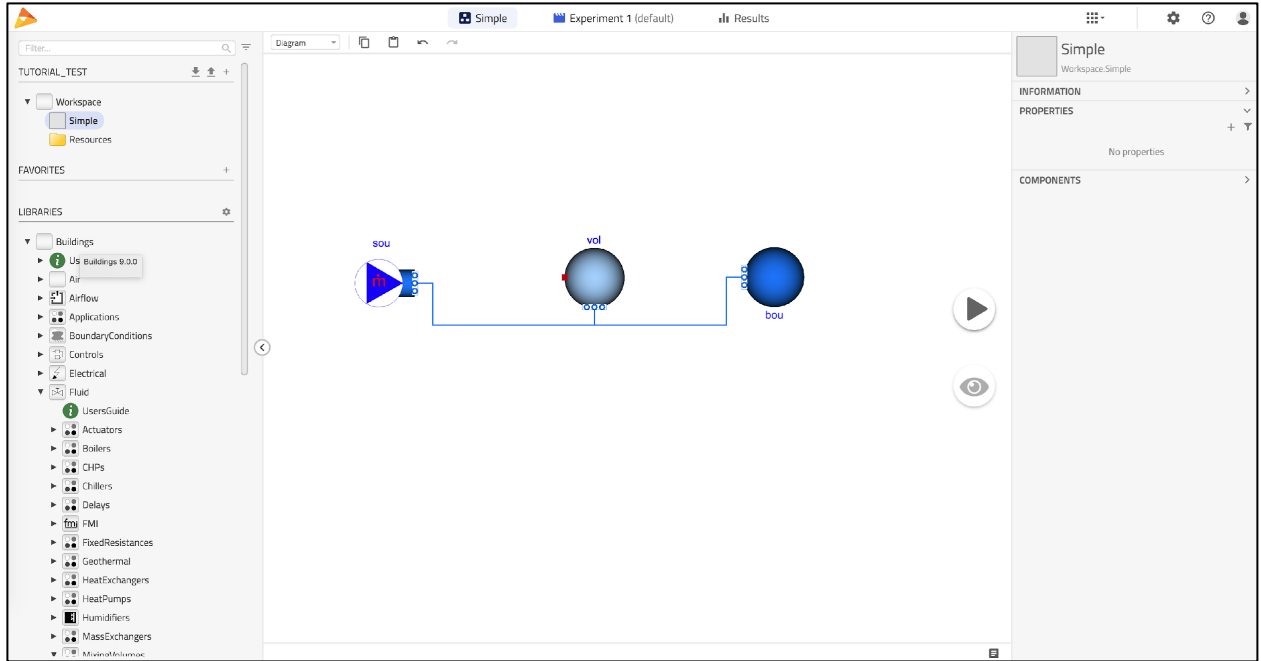 Simple
Experiment 1 (default)
Results
Filter...
TUTORIAL_TEST
Workspace
Simple
Resources
FAVORITES
LIBRARIES
Buildings
Us
Buildings 9.0.0
Air
Airflow
Applications
BoundaryConditions
Controls
Electrical
Fluid
UsersGuide
Actuators
Boilers
CHPs
Chillers
Delays
fmi FMI
FixedResistances
Geothermal
HeatExchangers
HeatPumps
Humidifiers
MassExchangers
MixingVolumes
Diagram
sou
ṁ
vol
bou
Simple
Workspace.Simple
INFORMATION
PROPERTIES
No properties
COMPONENTS